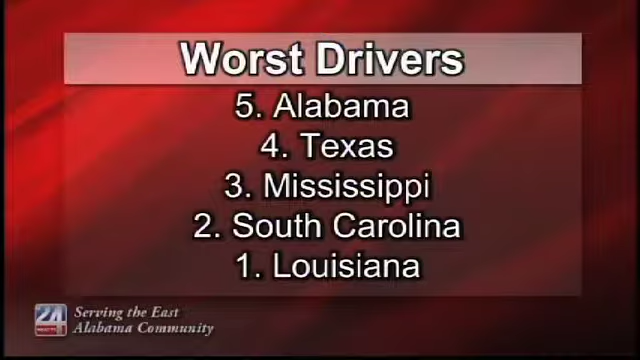 Worst Drivers
5. Alabama
4. Texas
3. Mississippi
2. South Carolina
1. Louisiana
24
Serving the East
Alabama Community